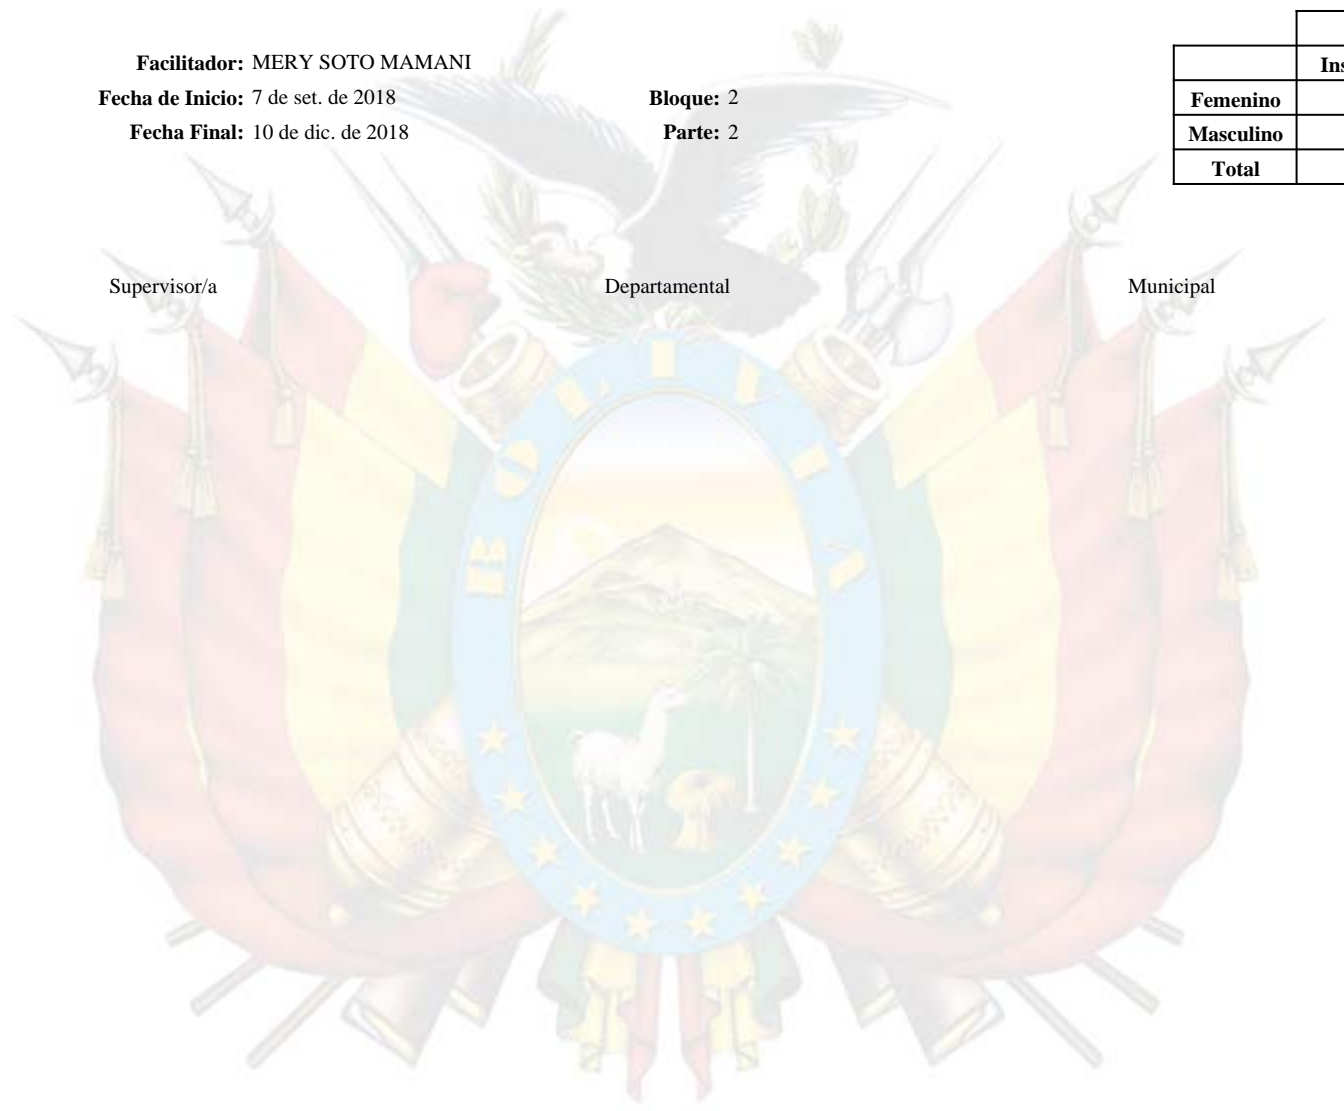 Facilitador: MERY SOTO MAMANI
Fecha de Inicio: 7 de set. de 2018 Bloque: 2
Fecha Final: 10 de dic. de 2018 Parte: 2
Femenino
Masculino
Total
Supervisor/a Departamental Municipal
BOLIVIA